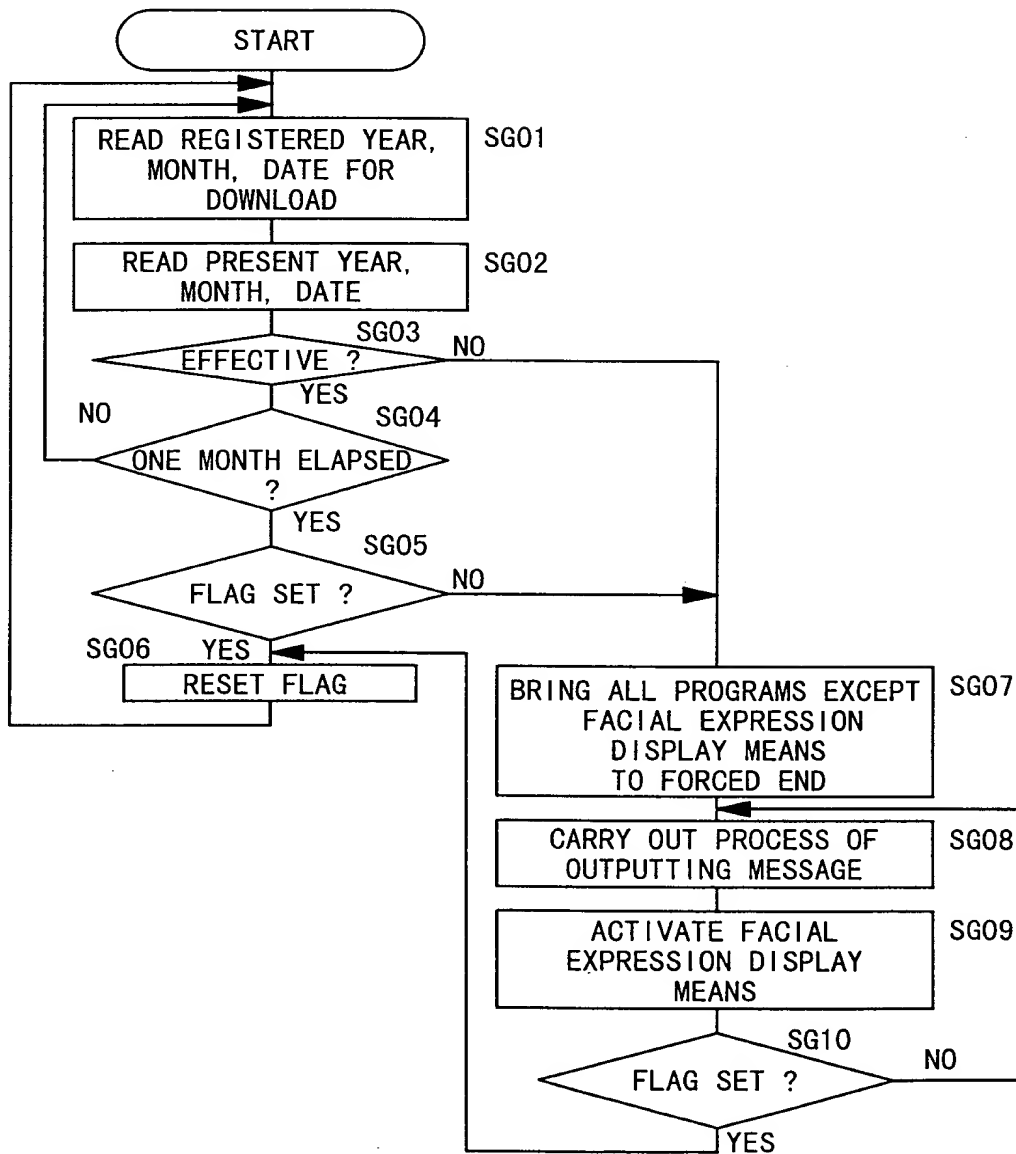 START
READ REGISTERED YEAR,
MONTH, DATE FOR
DOWNLOAD
SG01
READ PRESENT YEAR,
MONTH, DATE
SG02
SG03
EFFECTIVE ?
NO
YES
NO
SG04
ONE MONTH ELAPSED
?
YES
SG05
FLAG SET ?
NO
SG06
YES
RESET FLAG
BRING ALL PROGRAMS EXCEPT
FACIAL EXPRESSION
DISPLAY MEANS
TO FORCED END
SG07
CARRY OUT PROCESS OF
OUTPUTTING MESSAGE
SG08
ACTIVATE FACIAL
EXPRESSION DISPLAY
MEANS
SG09
SG10
FLAG SET ?
NO
YES